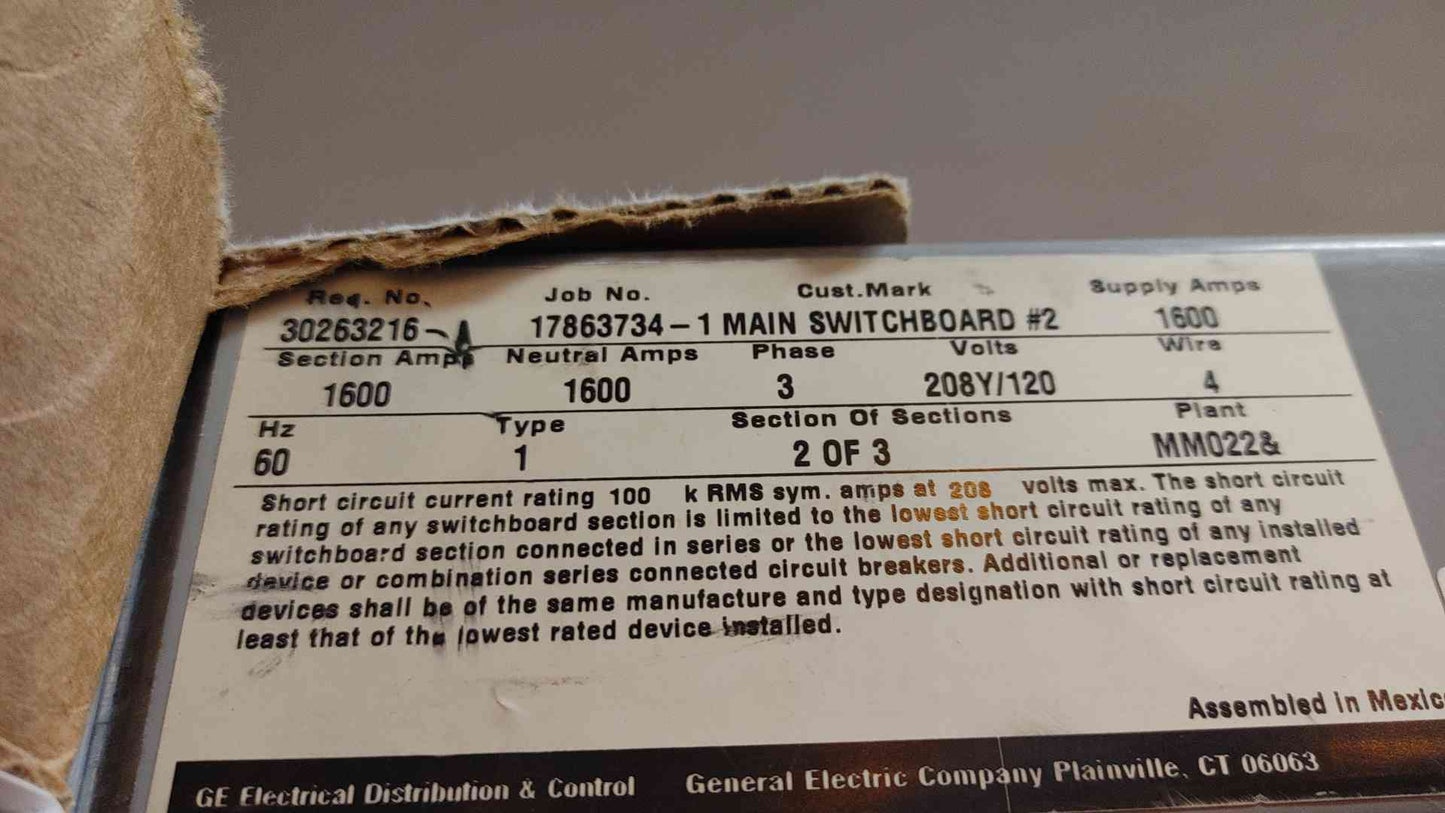 Req. No. Job No. Cust.Mark Supply Amps
30263216-A 17863734-1 MAIN SWITCHBOARD #2 1600
Section Amps Neutral Amps Phase Volts Wire
1600 1600 3 208Y/120 4
Hz Type Section Of Sections Plant
60 1 2 OF 3 MM022&
Short circuit current rating 100 k RMS sym. amps at 208 volts max. The short circuit
rating of any switchboard section is limited to the lowest short circuit rating of any
switchboard section connected in series or the lowest short circuit rating of any installed
device or combination series connected circuit breakers. Additional or replacement
devices shall be of the same manufacture and type designation with short circuit rating at
least that of the lowest rated device installed.
Assembled in Mexic
GE Electrical Distribution & Control General Electric Company Plainville, CT 06063